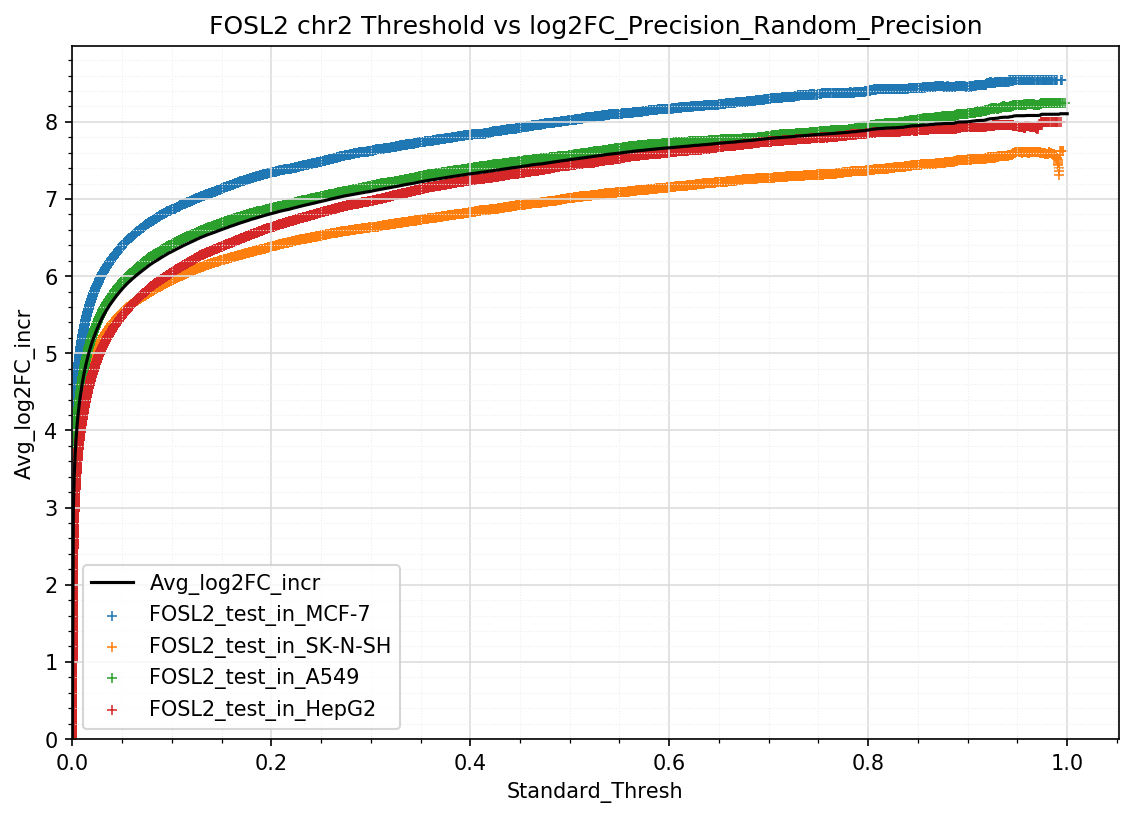 FOSL2 chr2 Threshold vs log2FC_Precision_Random_Precision
Avg_log2FC_incr
8
7
6
5
4
3
2
1
0
Avg_log2FC_incr
FOSL2_test_in_MCF-7
FOSL2_test_in_SK-N-SH
FOSL2_test_in_A549
FOSL2_test_in_HepG2
0.0 0.2 0.4 0.6 0.8 1.0
Standard_Thresh